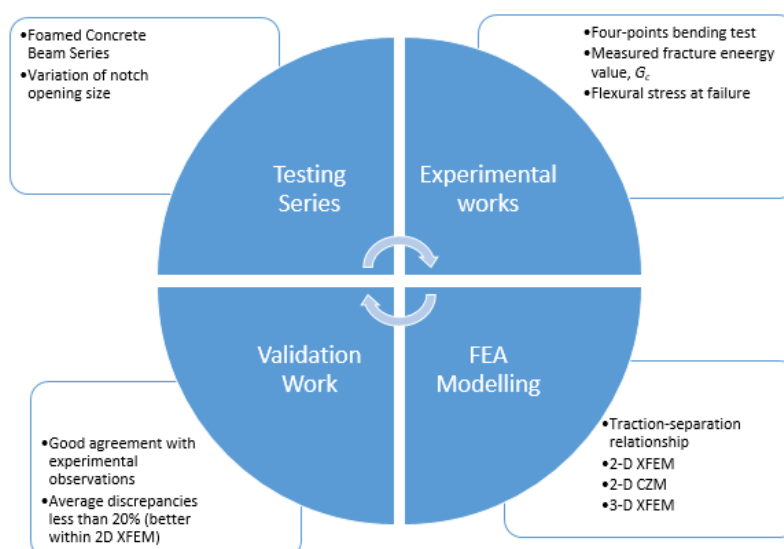 •Foamed Concrete
Beam Series
•Variation of notch
opening size
•Four-points bending test
•Measured fracture eneergy
value, Gc
•Flexural stress at failure
Testing
Series
Experimental
works
Validation
Work
FEA
Modelling
•Good agreement with
experimental
observations
•Average discrepancies
less than 20% (better
within 2D XFEM)
•Traction-separation
relationship
•2-D XFEM
•2-D CZM
•3-D XFEM